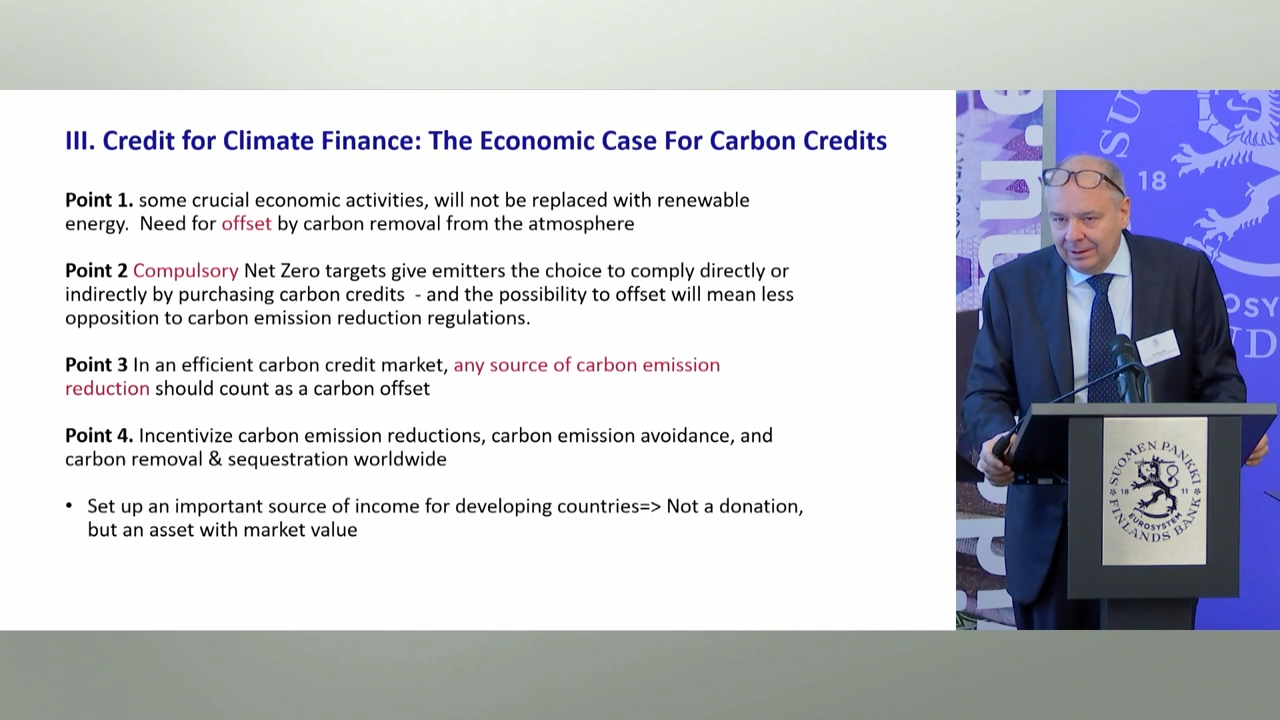 III. Credit for Climate Finance: The Economic Case For Carbon Credits
Point 1. some crucial economic activities, will not be replaced with renewable
energy.  Need for offset by carbon removal from the atmosphere
Point 2 Compulsory Net Zero targets give emitters the choice to comply directly or
indirectly by purchasing carbon credits  - and the possibility to offset will mean less
opposition to carbon emission reduction regulations.
Point 3 In an efficient carbon credit market, any source of carbon emission
reduction should count as a carbon offset
Point 4. Incentivize carbon emission reductions, carbon emission avoidance, and
carbon removal & sequestration worldwide
• Set up an important source of income for developing countries=> Not a donation,
but an asset with market value
18
SUOMEN PANKKI
18 11
EUROSYSTEM
FINLANDS BANK